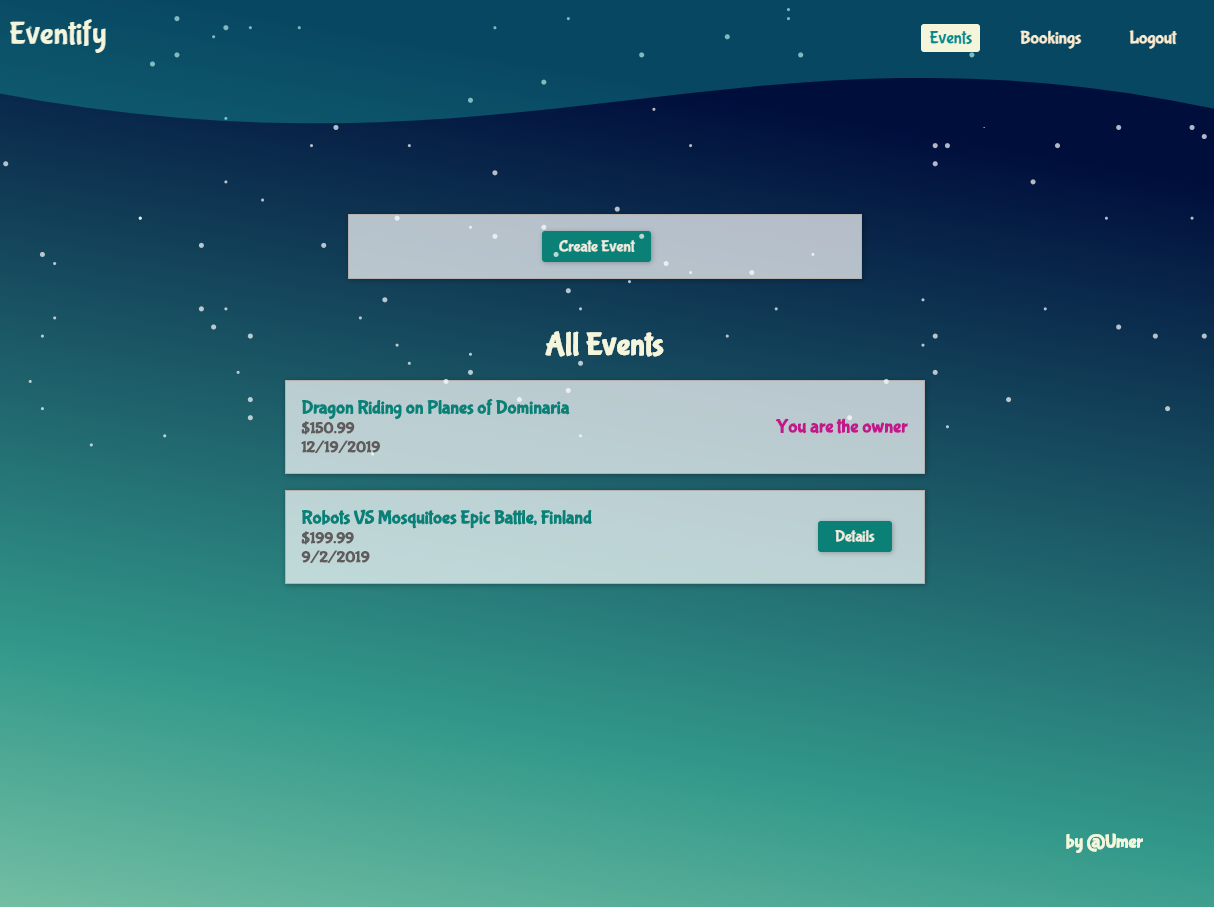 Eventify
Events Bookings Logout
Create Event
All Events
Dragon Riding on Planes of Dominaria
$150.99
12/19/2019
You are the owner
Robots VS Mosquitoes Epic Battle, Finland
$199.99
9/2/2019
Details
by @Umer